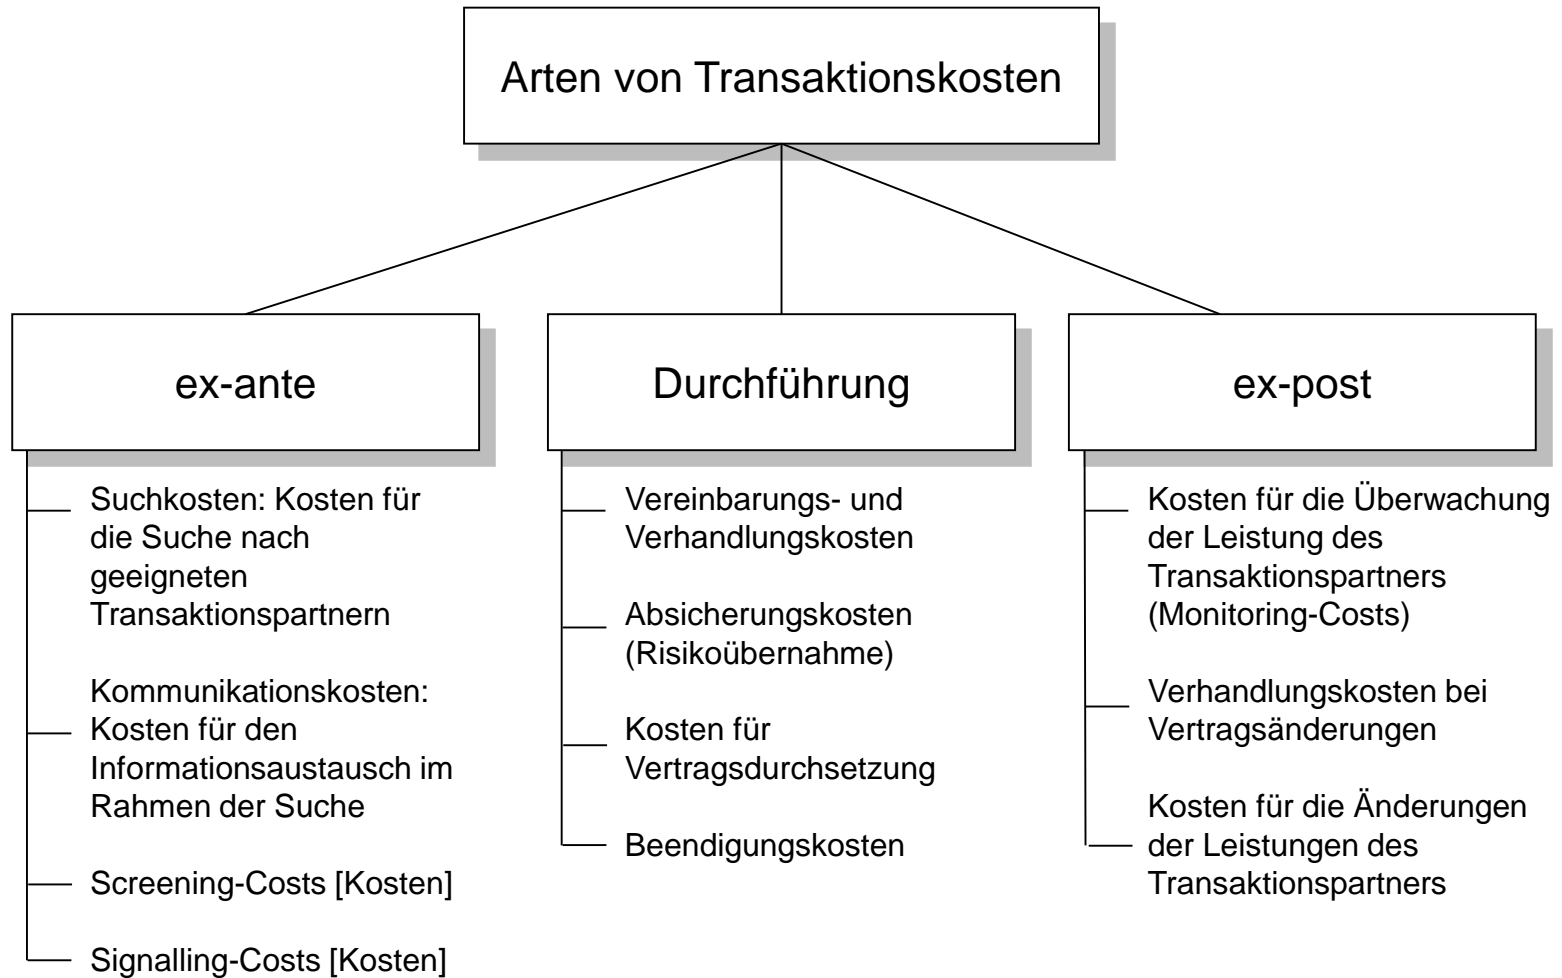 Arten von Transaktionskosten
ex-ante
Suchkosten: Kosten für
die Suche nach
geeigneten
Transaktionspartnern
Kommunikationskosten:
Kosten für den
Informationsaustausch im
Rahmen der Suche
Screening-Costs [Kosten]
Signalling-Costs [Kosten]
Durchführung
Vereinbarungs- und
Verhandlungskosten
Absicherungskosten
(Risikoübernahme)
Kosten für
Vertragsdurchsetzung
Beendigungskosten
ex-post
Kosten für die Überwachung
der Leistung des
Transaktionspartners
(Monitoring-Costs)
Verhandlungskosten bei
Vertragsänderungen
Kosten für die Änderungen
der Leistungen des
Transaktionspartners